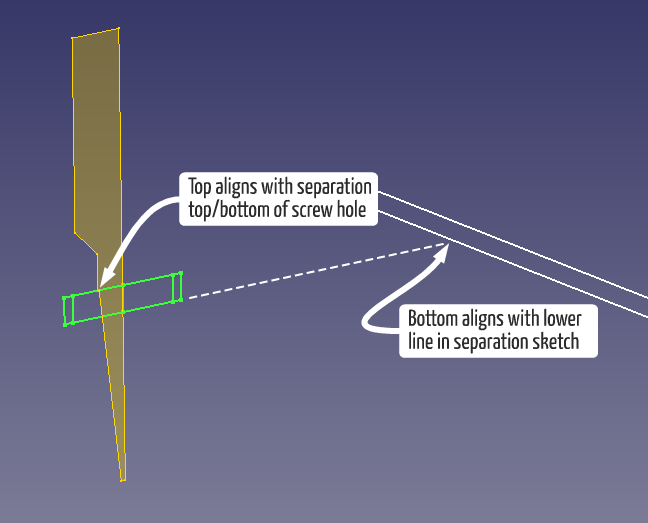 Top aligns with separation
top/bottom of screw hole
Bottom aligns with lower
line in separation sketch